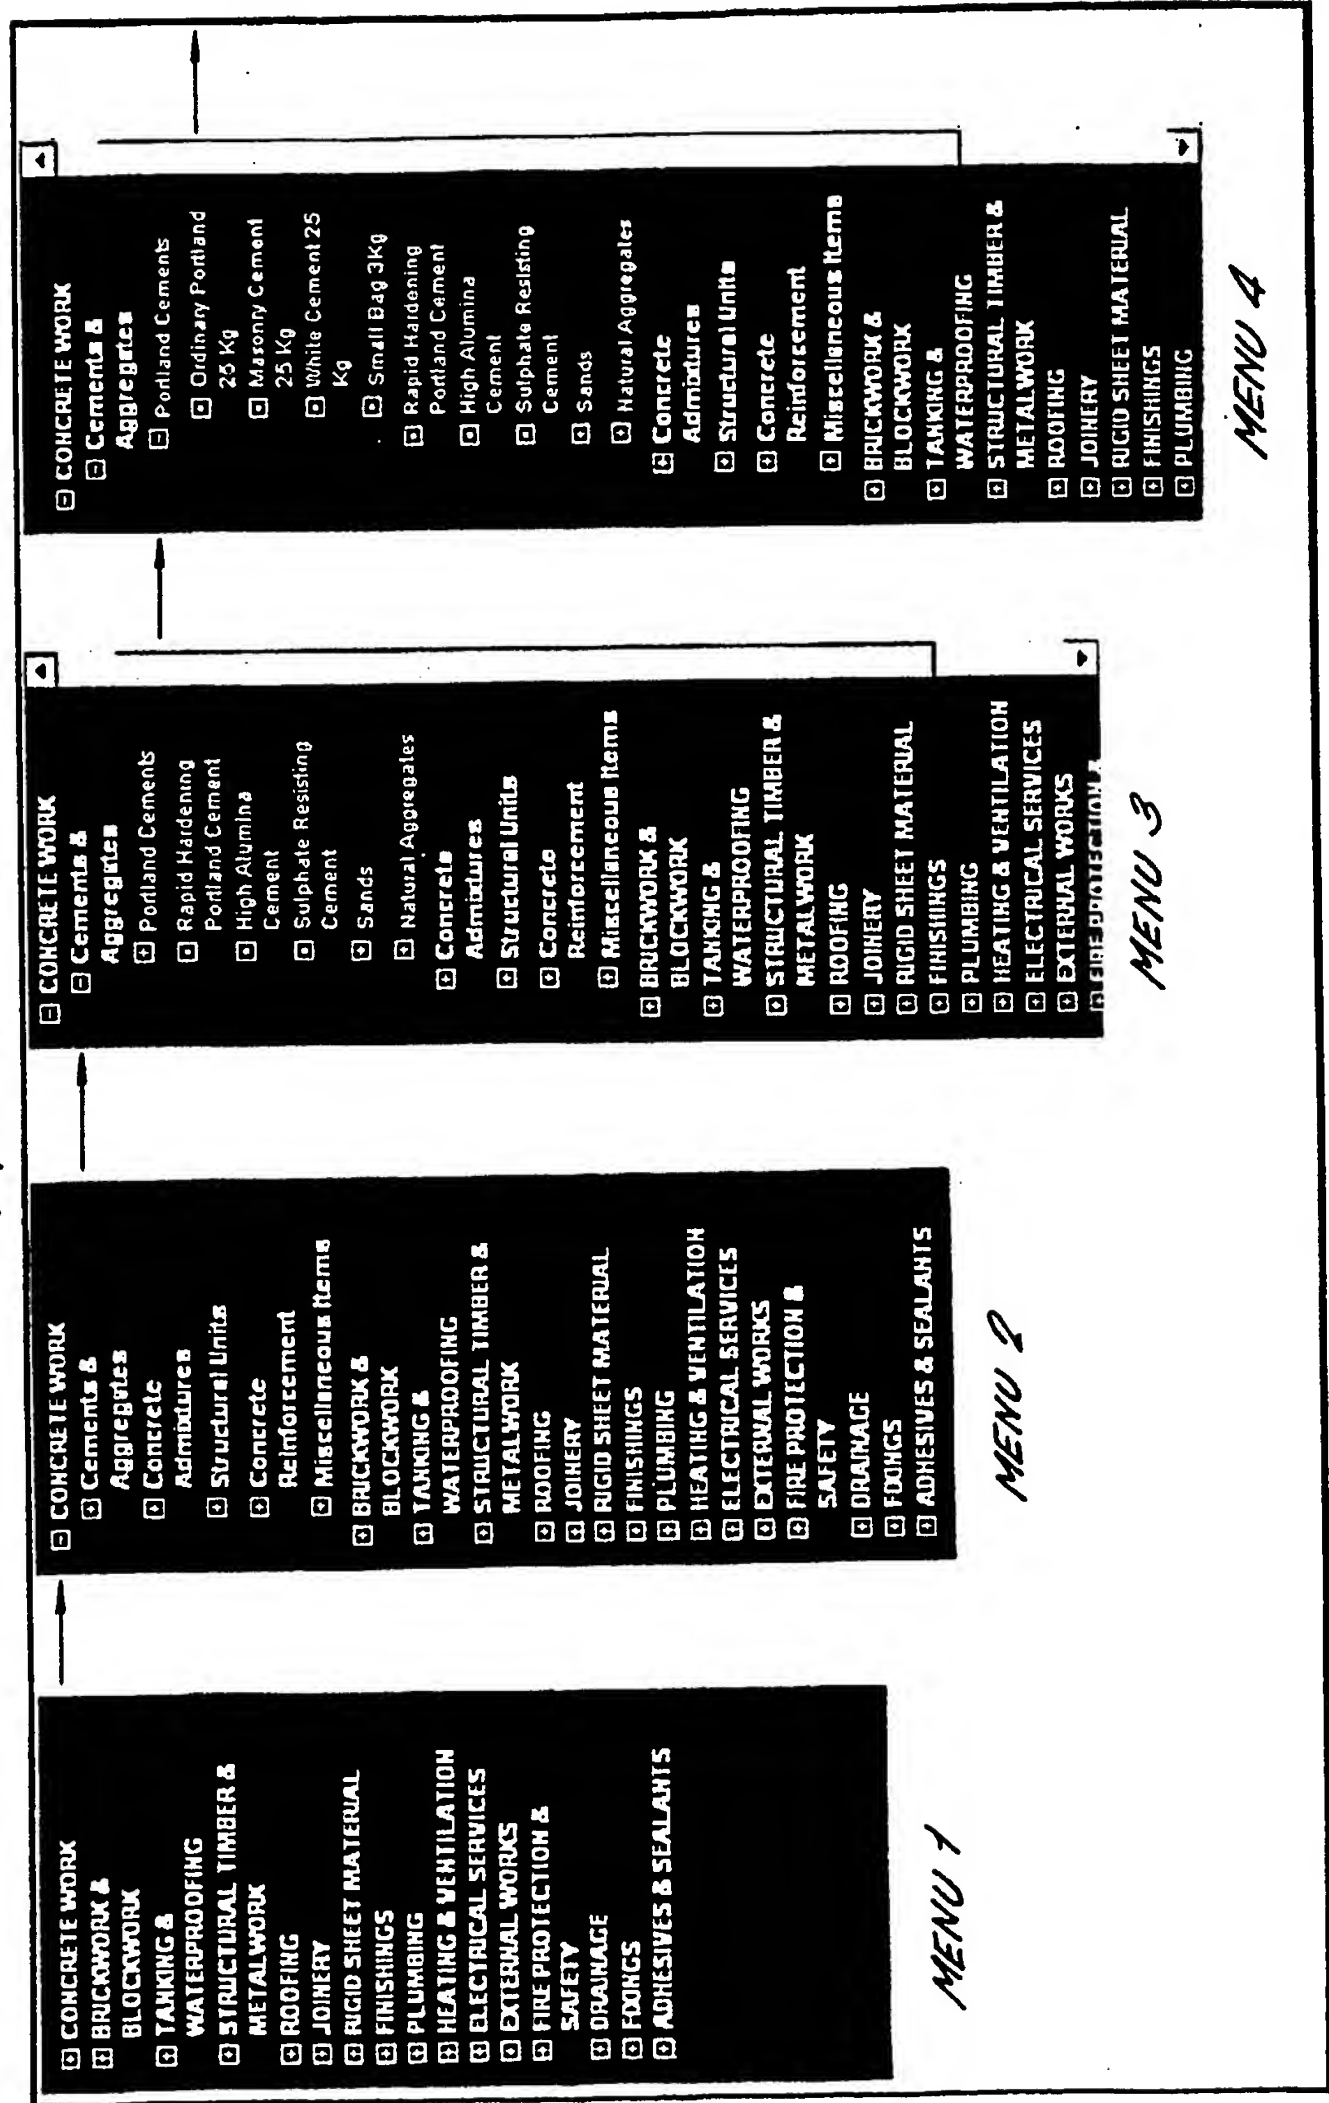 ⊞ CONCRETE WORK
⊞ BRICKWORK &
BLOCKWORK
⊞ TANKING &
WATERPROOFING
⊞ STRUCTURAL TIMBER &
METALWORK
⊞ ROOFING
⊞ JOINERY
⊞ RIGID SHEET MATERIAL
⊞ FINISHINGS
⊞ PLUMBING
⊞ HEATING & VENTILATION
⊞ ELECTRICAL SERVICES
⊞ EXTERNAL WORKS
⊞ FIRE PROTECTION &
SAFETY
⊞ DRAINAGE
⊞ FIXINGS
⊞ ADHESIVES & SEALANTS
MENU 1
⊟ CONCRETE WORK
⊞ Cements &
Aggregates
⊞ Concrete
Admixtures
⊞ Structural Units
⊞ Concrete
Reinforcement
⊞ Miscellaneous Items
⊞ BRICKWORK &
BLOCKWORK
⊞ TANKING &
WATERPROOFING
⊞ STRUCTURAL TIMBER &
METALWORK
⊞ ROOFING
⊞ JOINERY
⊞ RIGID SHEET MATERIAL
⊞ FINISHINGS
⊞ PLUMBING
⊞ HEATING & VENTILATION
⊞ ELECTRICAL SERVICES
⊞ EXTERNAL WORKS
⊞ FIRE PROTECTION &
SAFETY
⊞ DRAINAGE
⊞ FIXINGS
⊞ ADHESIVES & SEALANTS
MENU 2
⊟ CONCRETE WORK
⊟ Cements &
Aggregates
⊞ Portland Cements
⊡ Rapid Hardening
Portland Cement
⊡ High Alumina
Cement
⊡ Sulphate Resisting
Cement
⊞ Sands
⊞ Natural Aggregates
⊞ Concrete
Admixtures
⊞ Structural Units
⊞ Concrete
Reinforcement
⊞ Miscellaneous Items
⊞ BRICKWORK &
BLOCKWORK
⊞ TANKING &
WATERPROOFING
⊞ STRUCTURAL TIMBER &
METALWORK
⊞ ROOFING
⊞ JOINERY
⊞ RIGID SHEET MATERIAL
⊞ FINISHINGS
⊞ PLUMBING
⊞ HEATING & VENTILATION
⊞ ELECTRICAL SERVICES
⊞ EXTERNAL WORKS
⊞ FIRE PROTECTION &
MENU 3
⊟ CONCRETE WORK
⊟ Cements &
Aggregates
⊟ Portland Cements
⊡ Ordinary Portland
25 Kg
⊡ Masonry Cement
25 Kg
⊡ White Cement 25
Kg
⊡ Small Bag 3Kg
⊡ Rapid Hardening
Portland Cement
⊡ High Alumina
Cement
⊡ Sulphate Resisting
Cement
⊞ Sands
⊞ Natural Aggregates
⊞ Concrete
Admixtures
⊞ Structural Units
⊞ Concrete
Reinforcement
⊞ Miscellaneous Items
⊞ BRICKWORK &
BLOCKWORK
⊞ TANKING &
WATERPROOFING
⊞ STRUCTURAL TIMBER &
METALWORK
⊞ ROOFING
⊞ JOINERY
⊞ RIGID SHEET MATERIAL
⊞ FINISHINGS
⊞ PLUMBING
MENU 4